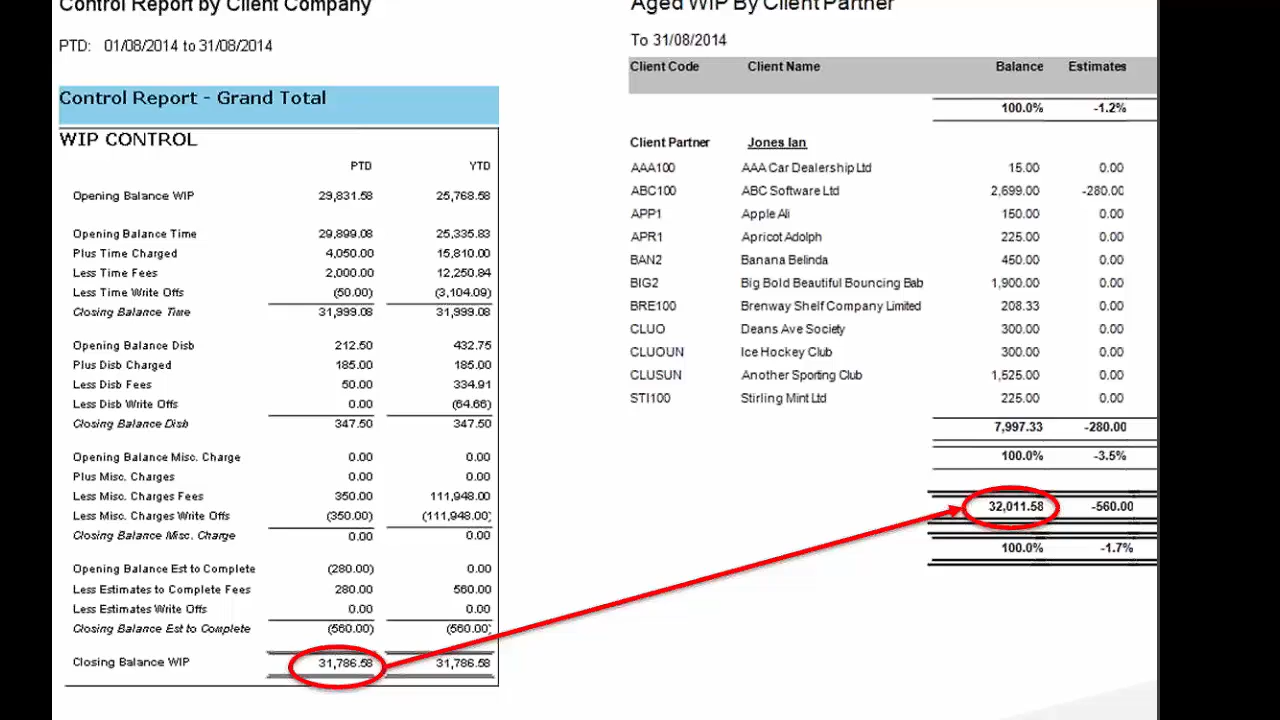 Control Report by Client Company
PTD: 01/08/2014 to 31/08/2014
Control Report - Grand Total
WIP CONTROL
PTD YTD
Opening Balance WIP 29,831.58 25,768.58
Opening Balance Time 29,899.08 25,335.83
Plus Time Charged 4,050.00 15,810.00
Less Time Fees 2,000.00 12,250.84
Less Time Write Offs (50.00) (3,104.09)
Closing Balance Time 31,999.08 31,999.08
Opening Balance Disb 212.50 432.75
Plus Disb Charged 185.00 185.00
Less Disb Fees 50.00 334.91
Less Disb Write Offs 0.00 (64.66)
Closing Balance Disb 347.50 347.50
Opening Balance Misc. Charge 0.00 0.00
Plus Misc. Charges 0.00 0.00
Less Misc. Charges Fees 350.00 111,948.00
Less Misc. Charges Write Offs (350.00) (111,948.00)
Closing Balance Misc. Charge 0.00 0.00
Opening Balance Est to Complete (280.00) 0.00
Less Estimates to Complete Fees 280.00 560.00
Less Estimates Write Offs 0.00 0.00
Closing Balance Est to Complete (560.00) (560.00)
Closing Balance WIP 31,786.58 31,786.58
Aged WIP By Client Partner
To 31/08/2014
Client Code Client Name Balance Estimates
100.0% -1.2%
Client Partner Jones Ian
AAA100 AAA Car Dealership Ltd 15.00 0.00
ABC100 ABC Software Ltd 2,699.00 -280.00
APP1 Apple Ali 150.00 0.00
APR1 Apricot Adolph 225.00 0.00
BAN2 Banana Belinda 450.00 0.00
BIG2 Big Bold Beautiful Bouncing Bab 1,900.00 0.00
BRE100 Brenway Shelf Company Limited 208.33 0.00
CLUO Deans Ave Society 300.00 0.00
CLUOUN Ice Hockey Club 300.00 0.00
CLUSUN Another Sporting Club 1,525.00 0.00
STI100 Stirling Mint Ltd 225.00 0.00
7,997.33 -280.00
100.0% -3.5%
32,011.58 -560.00
100.0% -1.7%